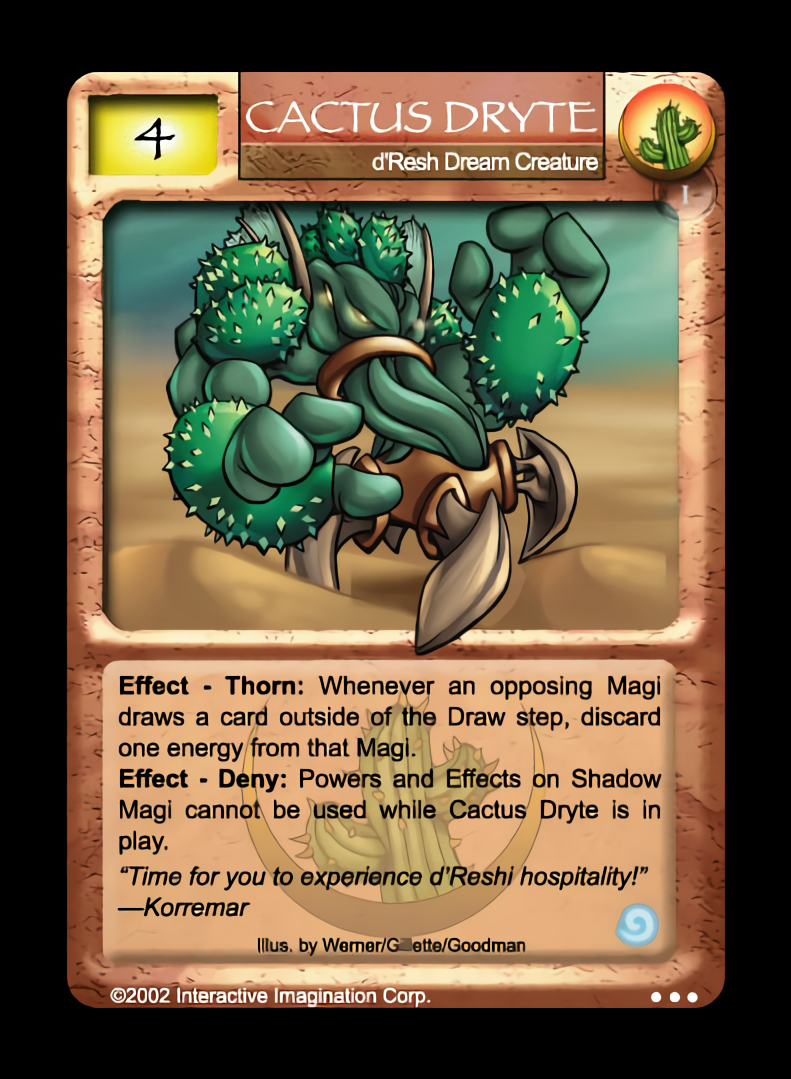 4
CACTUS DRYTE
d'Resh Dream Creature
I
Effect - Thorn: Whenever an opposing Magi
draws a card outside of the Draw step, discard
one energy from that Magi.
Effect - Deny: Powers and Effects on Shadow
Magi cannot be used while Cactus Dryte is in
play.
“Time for you to experience d’Reshi hospitality!”
—Korremar
Illus. by Werner/Gillette/Goodman
©2002 Interactive Imagination Corp.